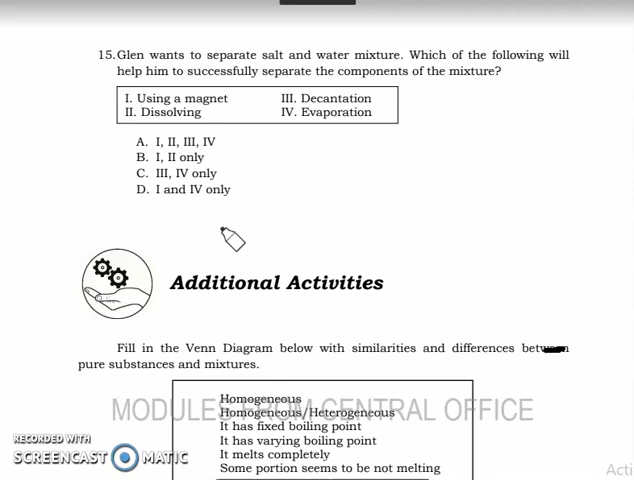 15. Glen wants to separate salt and water mixture. Which of the following will
help him to successfully separate the components of the mixture?
I. Using a magnet III. Decantation
II. Dissolving IV. Evaporation
A. I, II, III, IV
B. I, II only
C. III, IV only
D. I and IV only
Additional Activities
Fill in the Venn Diagram below with similarities and differences between
pure substances and mixtures.
Homogeneous
MODULES FROM CENTRAL OFFICE
Homogeneous/Heterogeneous
It has fixed boiling point
It has varying boiling point
RECORDED WITH
It melts completely
SCREENCAST MATIC
Some portion seems to be not melting
Acti